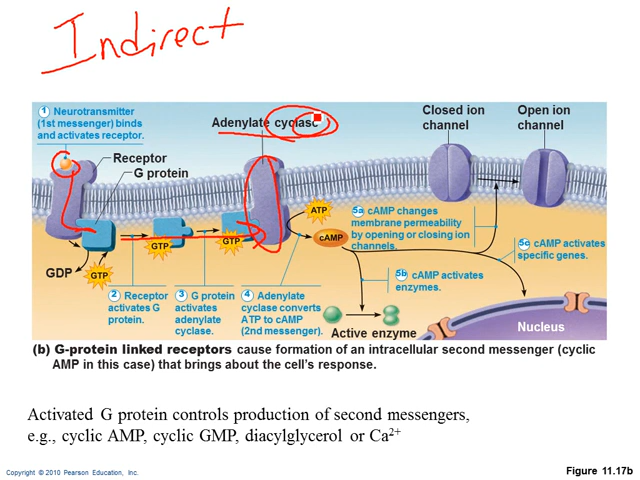 Indirect
1 Neurotransmitter
(1st messenger) binds
and activates receptor.
Adenylate cyclase
Closed ion
channel
Open ion
channel
Receptor
G protein
ATP
5a cAMP changes
membrane permeability
by opening or closing ion
channels.
cAMP
GTP
GTP
5c cAMP activates
specific genes.
GDP
GTP
5b cAMP activates
enzymes.
2 Receptor
activates G
protein.
3 G protein
activates
adenylate
cyclase.
4 Adenylate
cyclase converts
ATP to cAMP
(2nd messenger).
Active enzyme
Nucleus
(b) G-protein linked receptors cause formation of an intracellular second messenger (cyclic
AMP in this case) that brings about the cell's response.
Activated G protein controls production of second messengers,
e.g., cyclic AMP, cyclic GMP, diacylglycerol or Ca²⁺
Copyright © 2010 Pearson Education, Inc.
Figure 11.17b